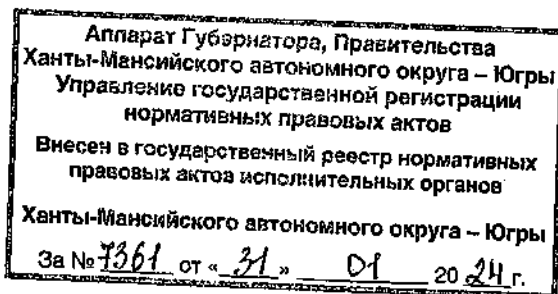 Аппарат Губернатора, Правительства
Ханты-Мансийского автономного округа – Югры
Управление государственной регистрации
нормативных правовых актов
Внесен в государственный реестр нормативных
правовых актов исполнительных органов
Ханты-Мансийского автономного округа – Югры
За № 7361 от « 31 » 01 20 24 г.